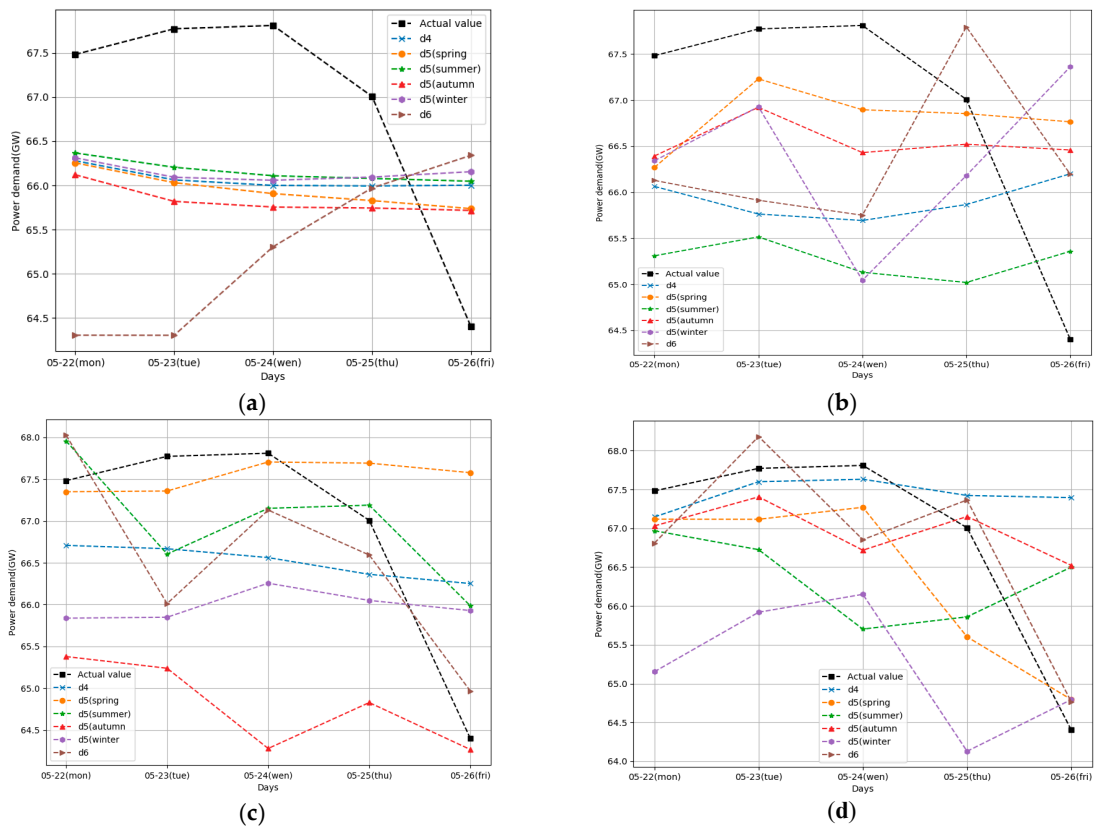 Actual value
d4
d5(spring
d5(summer)
d5(autumn
d5(winter
d6
67.5
67.0
66.5
66.0
65.5
65.0
64.5
Power demand(GW)
05-22(mon)
05-23(tue)
05-24(wen)
05-25(thu)
05-26(fri)
Days
(a)
67.5
67.0
66.5
66.0
65.5
65.0
64.5
Power demand(GW)
Actual value
d4
d5(spring
d5(summer)
d5(autumn
d5(winter
d6
05-22(mon)
05-23(tue)
05-24(wen)
05-25(thu)
05-26(fri)
Days
(b)
68.0
67.5
67.0
66.5
66.0
65.5
65.0
64.5
Power demand(GW)
Actual value
d4
d5(spring
d5(summer)
d5(autumn
d5(winter
d6
05-22(mon)
05-23(tue)
05-24(wen)
05-25(thu)
05-26(fri)
Days
(c)
68.0
67.5
67.0
66.5
66.0
65.5
65.0
64.5
64.0
Power demand(GW)
Actual value
d4
d5(spring
d5(summer)
d5(autumn
d5(winter
d6
05-22(mon)
05-23(tue)
05-24(wen)
05-25(thu)
05-26(fri)
Days
(d)